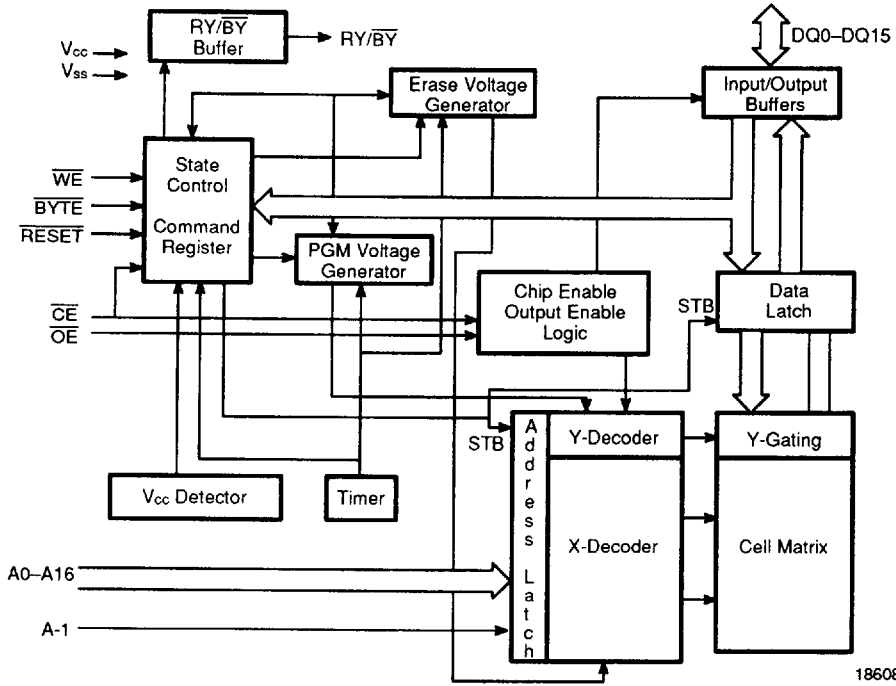 RY/BY
Buffer
RY/BY
Vcc
Vss
DQ0–DQ15
Erase Voltage
Generator
Input/Output
Buffers
State
Control
Command
Register
WE
BYTE
RESET
PGM Voltage
Generator
CE
OE
Chip Enable
Output Enable
Logic
STB
Data
Latch
STB
Address Latch
Y-Decoder
Y-Gating
Vcc Detector
Timer
X-Decoder
Cell Matrix
A0–A16
A-1
18608